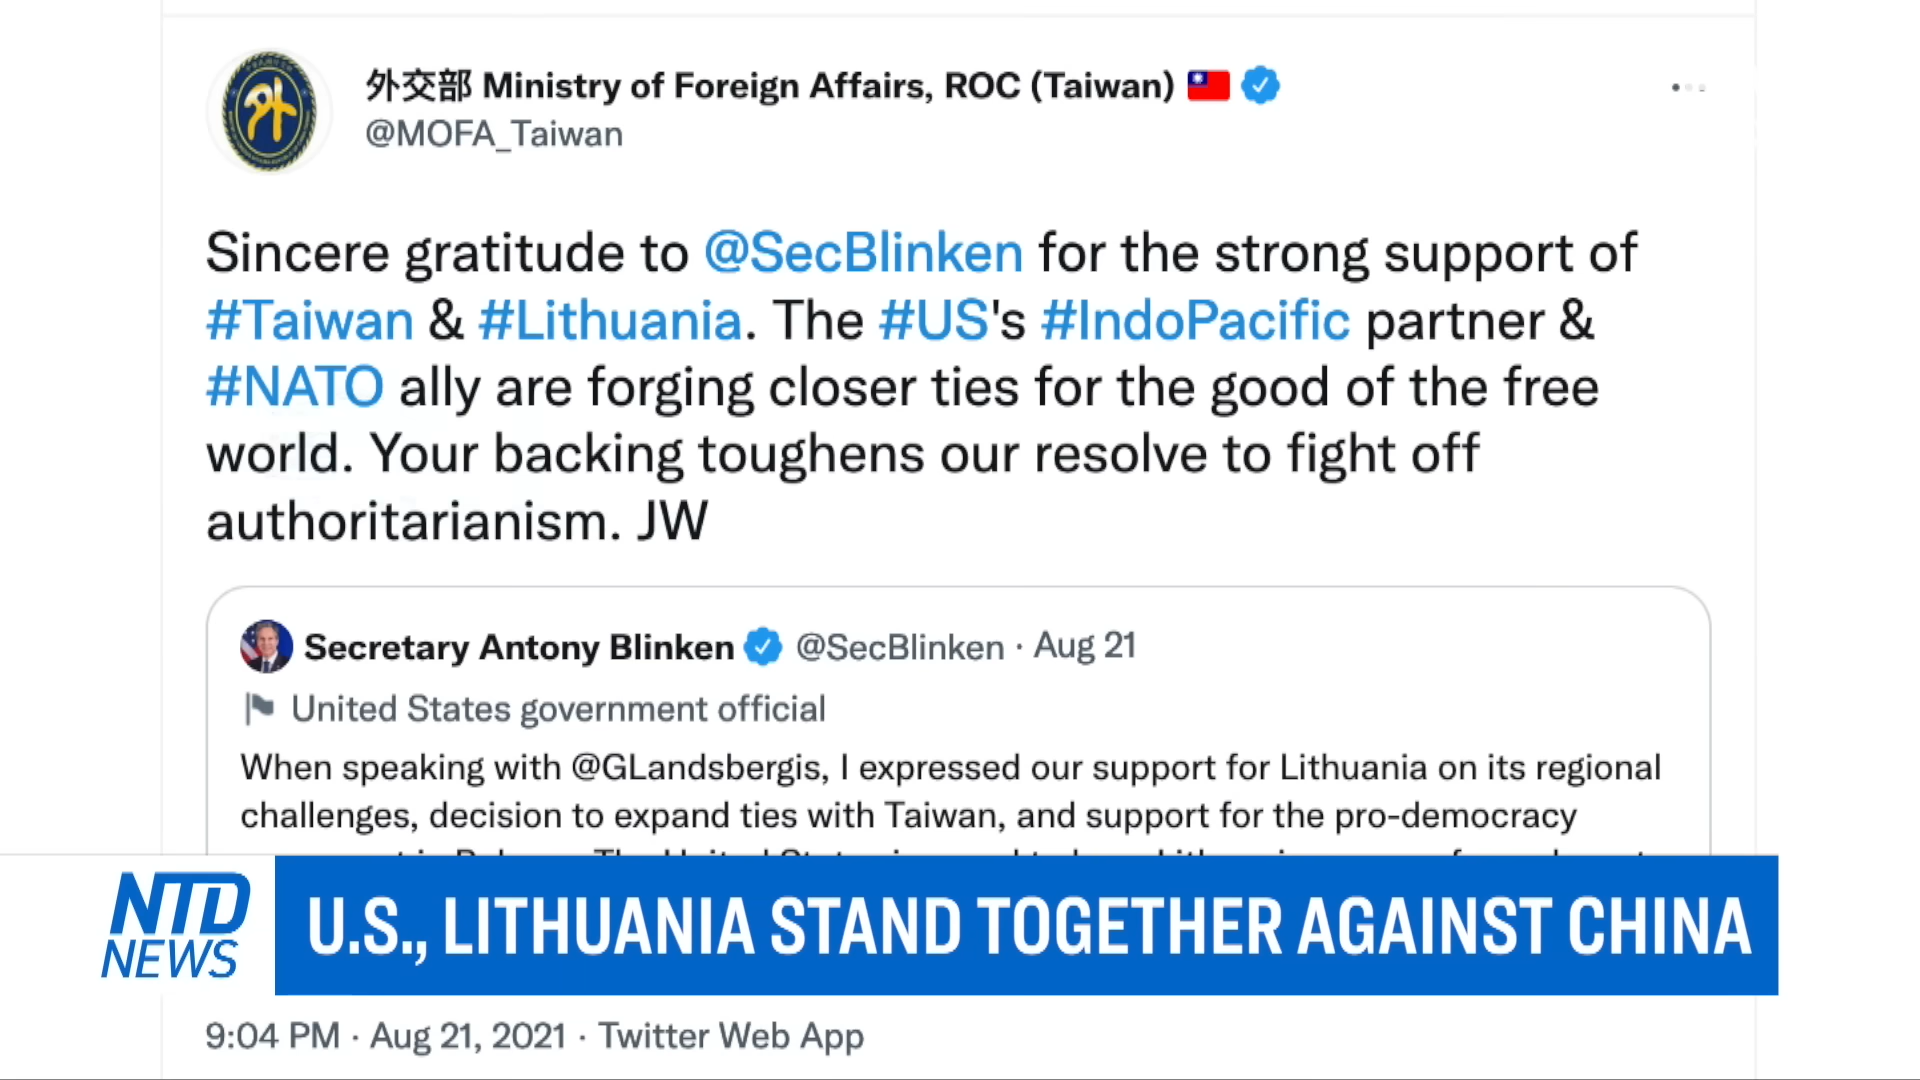 外交部 Ministry of Foreign Affairs, ROC (Taiwan)
@MOFA_Taiwan
Sincere gratitude to @SecBlinken for the strong support of
#Taiwan & #Lithuania. The #US's #IndoPacific partner &
#NATO ally are forging closer ties for the good of the free
world. Your backing toughens our resolve to fight off
authoritarianism. JW
Secretary Antony Blinken @SecBlinken · Aug 21
United States government official
When speaking with @GLandsbergis, I expressed our support for Lithuania on its regional
challenges, decision to expand ties with Taiwan, and support for the pro-democracy
NTD
NEWS
U.S., LITHUANIA STAND TOGETHER AGAINST CHINA
9:04 PM · Aug 21, 2021 · Twitter Web App